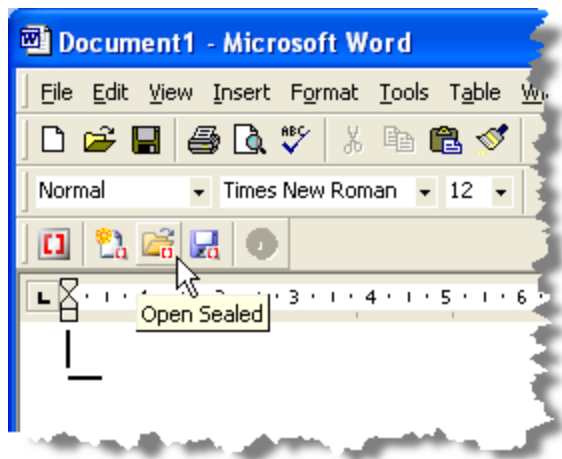 Document1 - Microsoft Word
File Edit View Insert Format Tools Table
ABC
Normal Times New Roman 12
3 4 5 6
Open Sealed